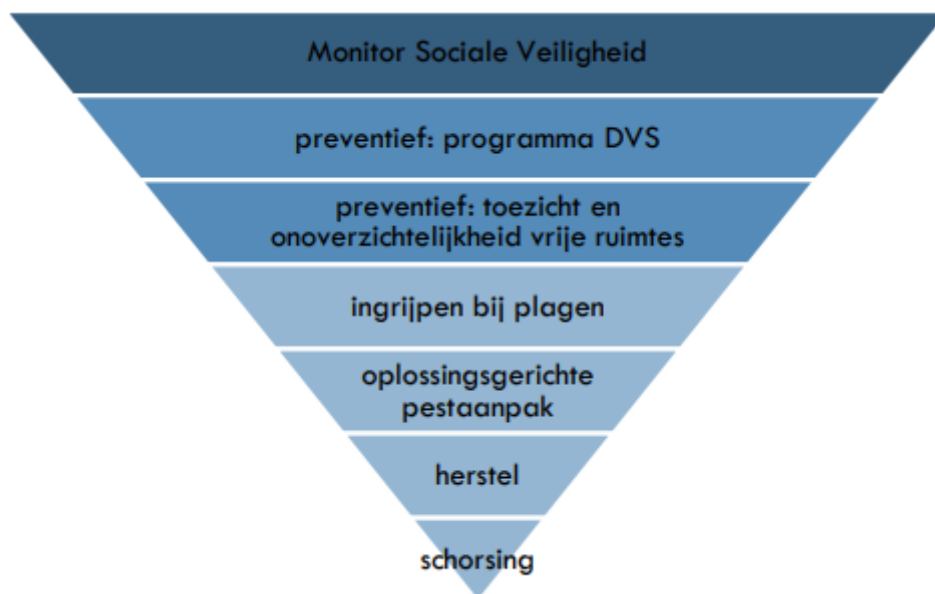 Monitor Sociale Veiligheid
preventief: programma DVS
preventief: toezicht en
onoverzichtelijkheid vrije ruimtes
ingrijpen bij plagen
oplossingsgerichte
pestaanpak
herstel
schorsing